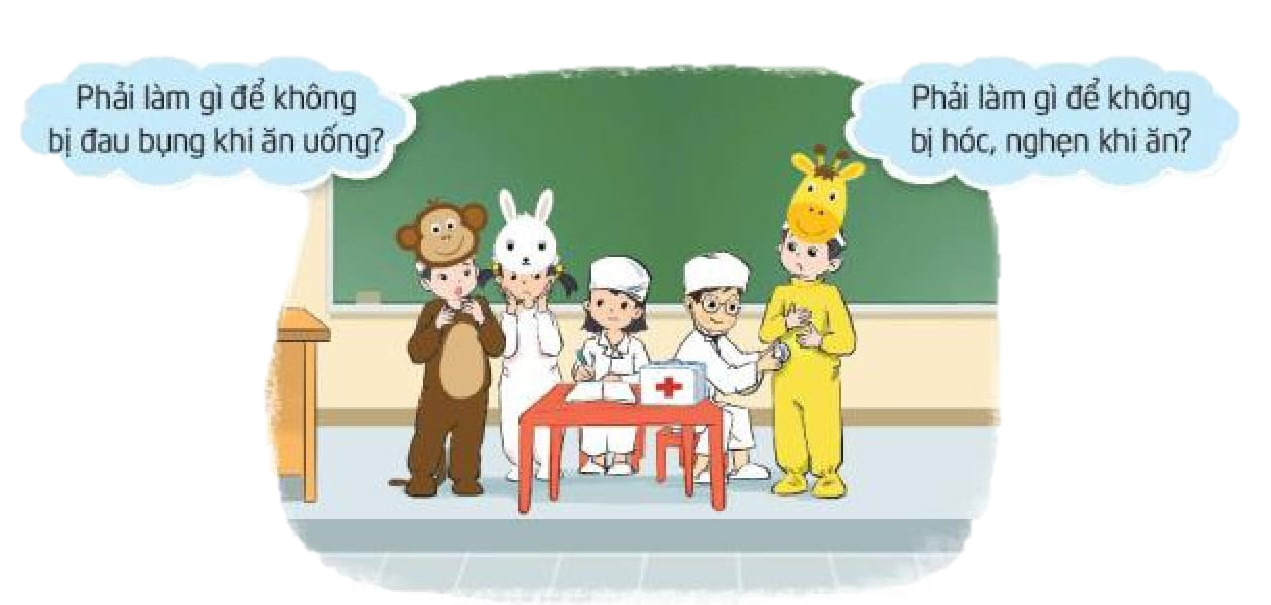 Phải làm gì để không
bị đau bụng khi ăn uống?
Phải làm gì để không
bị hóc, nghẹn khi ăn?